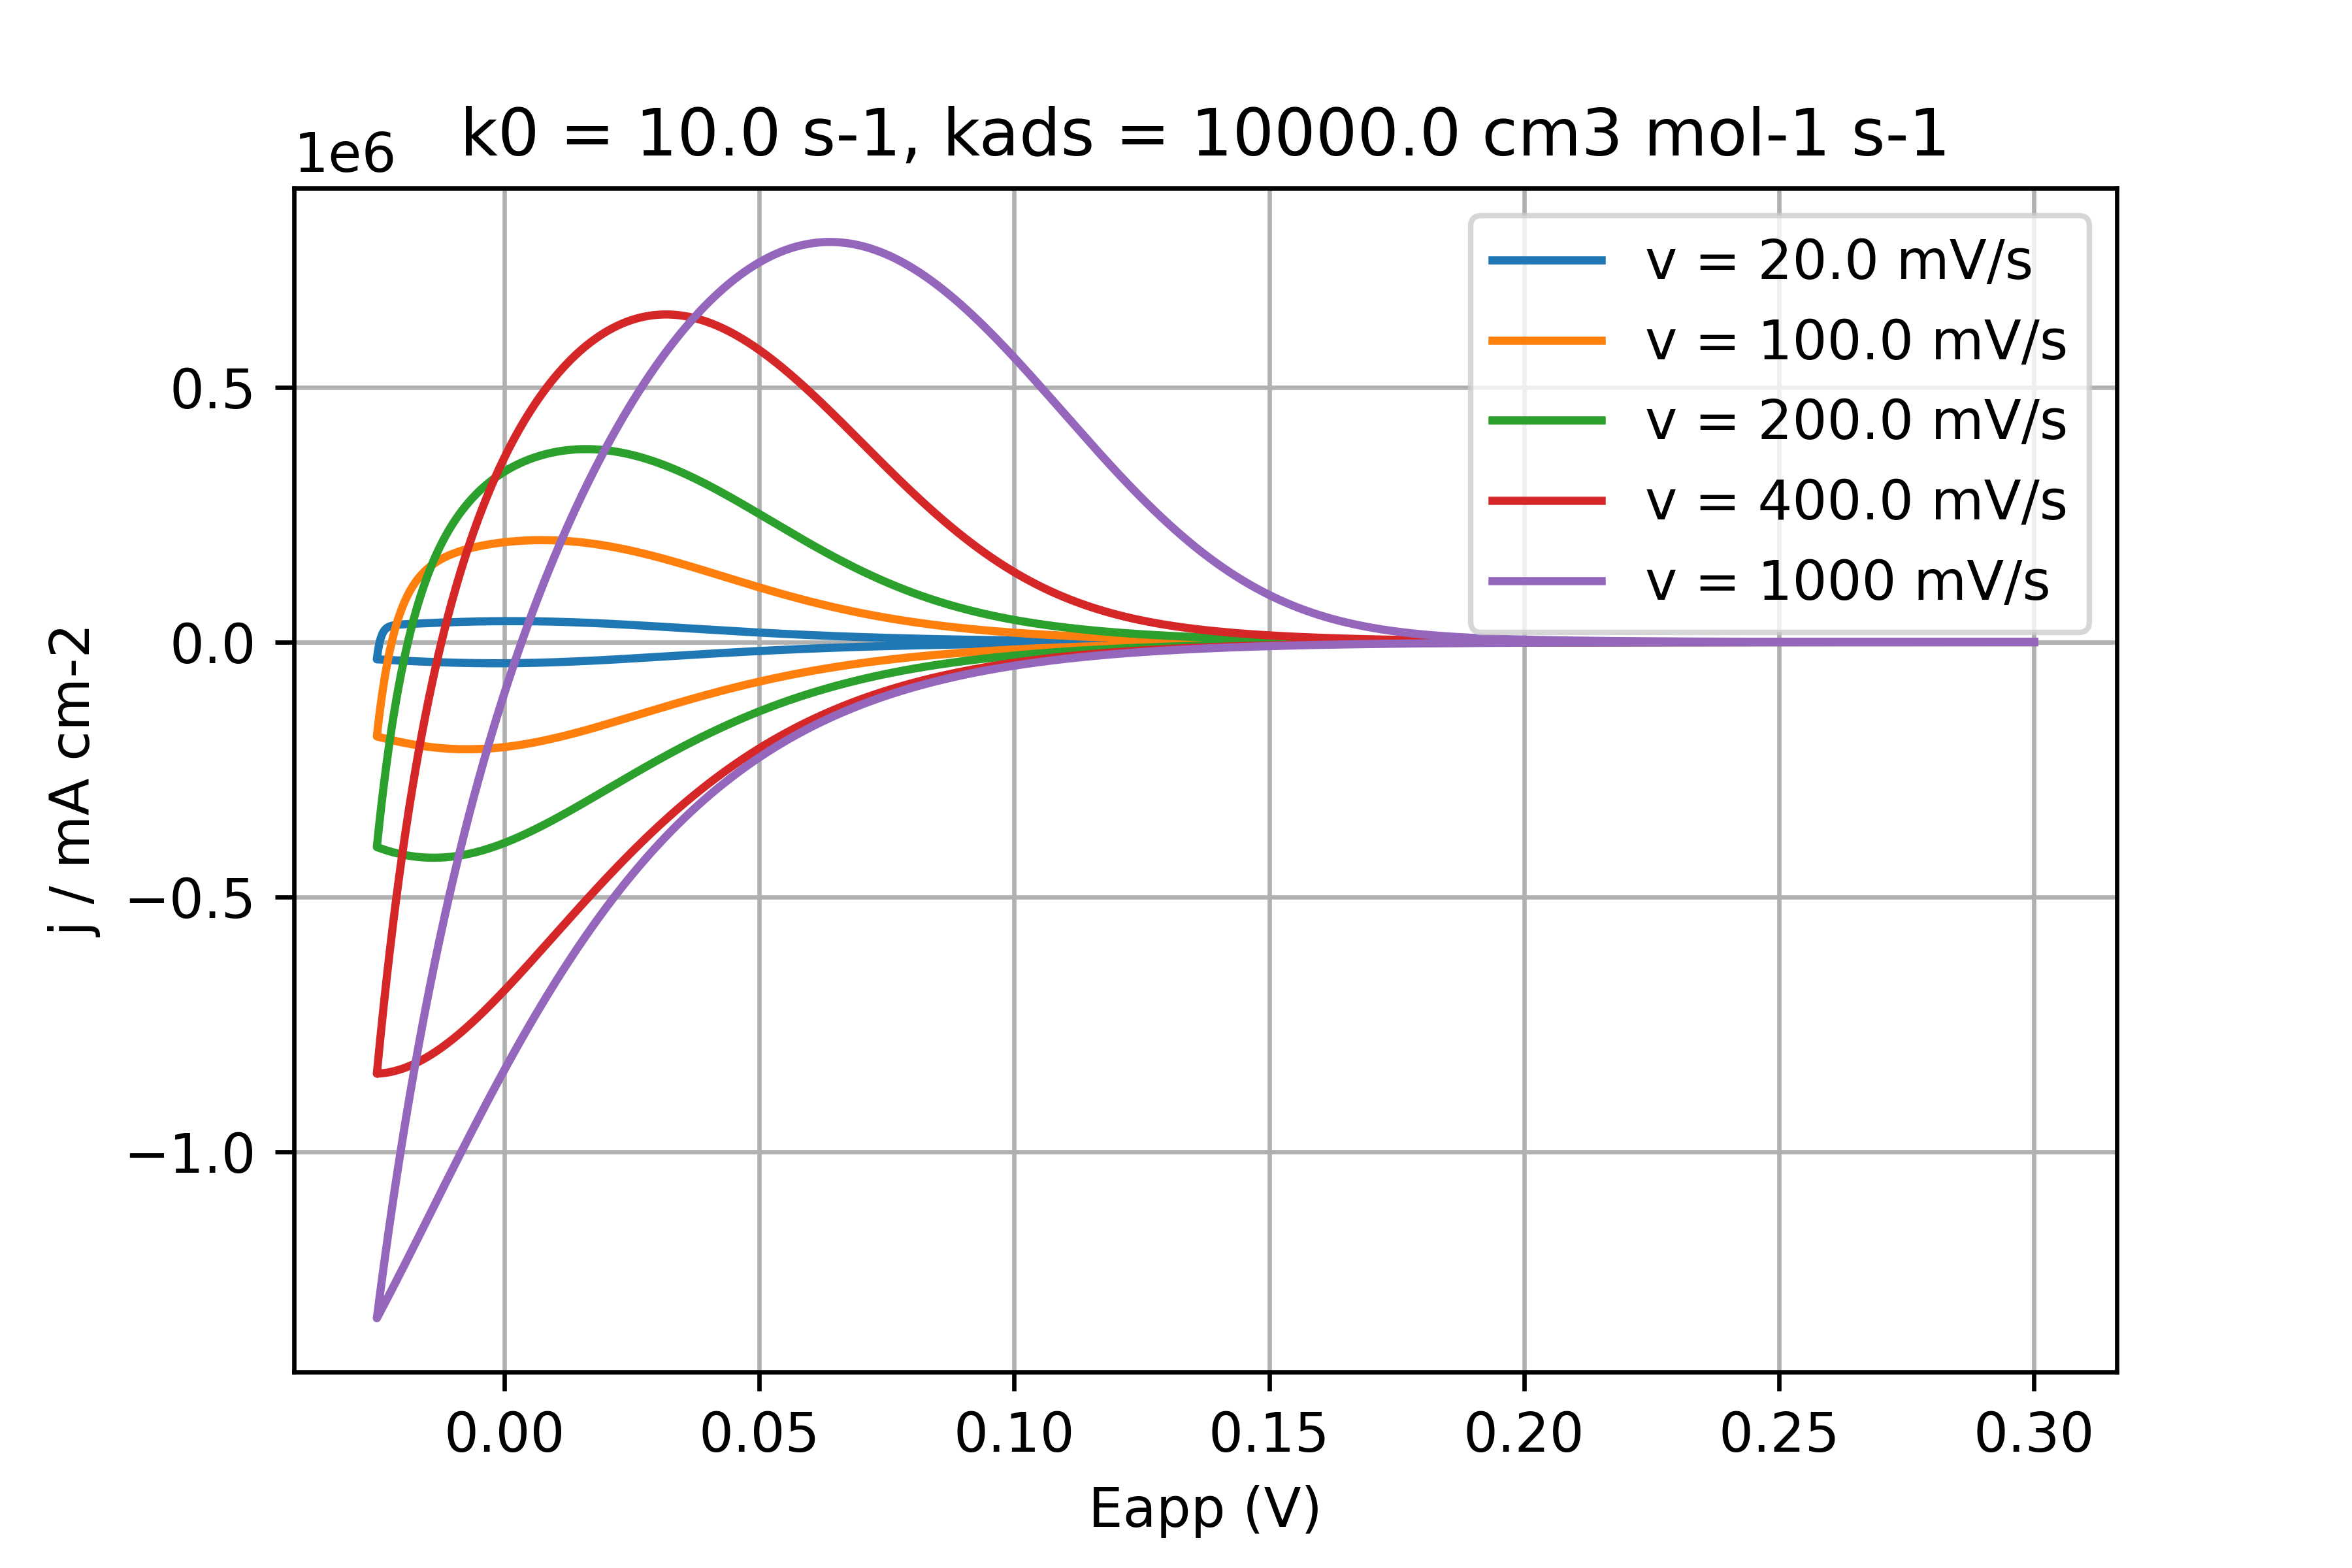 k0 = 10.0 s-1, kads = 10000.0 cm3 mol-1 s-1
1e6
v = 20.0 mV/s
v = 100.0 mV/s
v = 200.0 mV/s
v = 400.0 mV/s
v = 1000 mV/s
0.5
0.0
−0.5
−1.0
j / mA cm-2
0.00 0.05 0.10 0.15 0.20 0.25 0.30
Eapp (V)